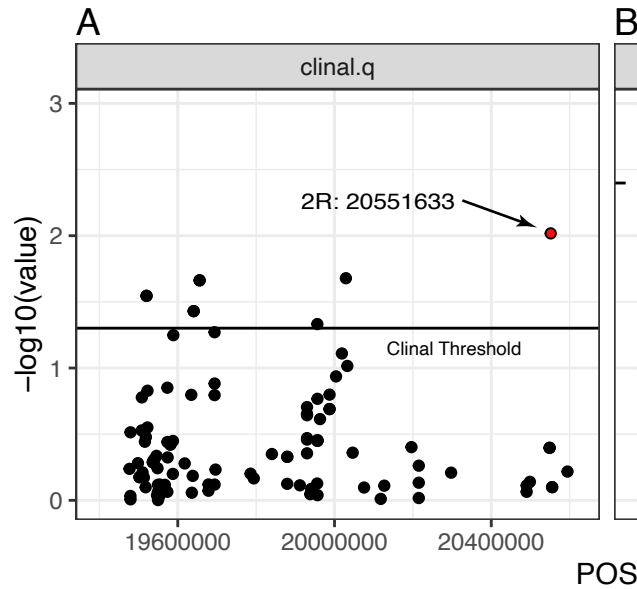 A
B
clinal.q
3
2R: 20551633
2
Clinal Threshold
1
0
−log10(value)
19600000
20000000
20400000
POS